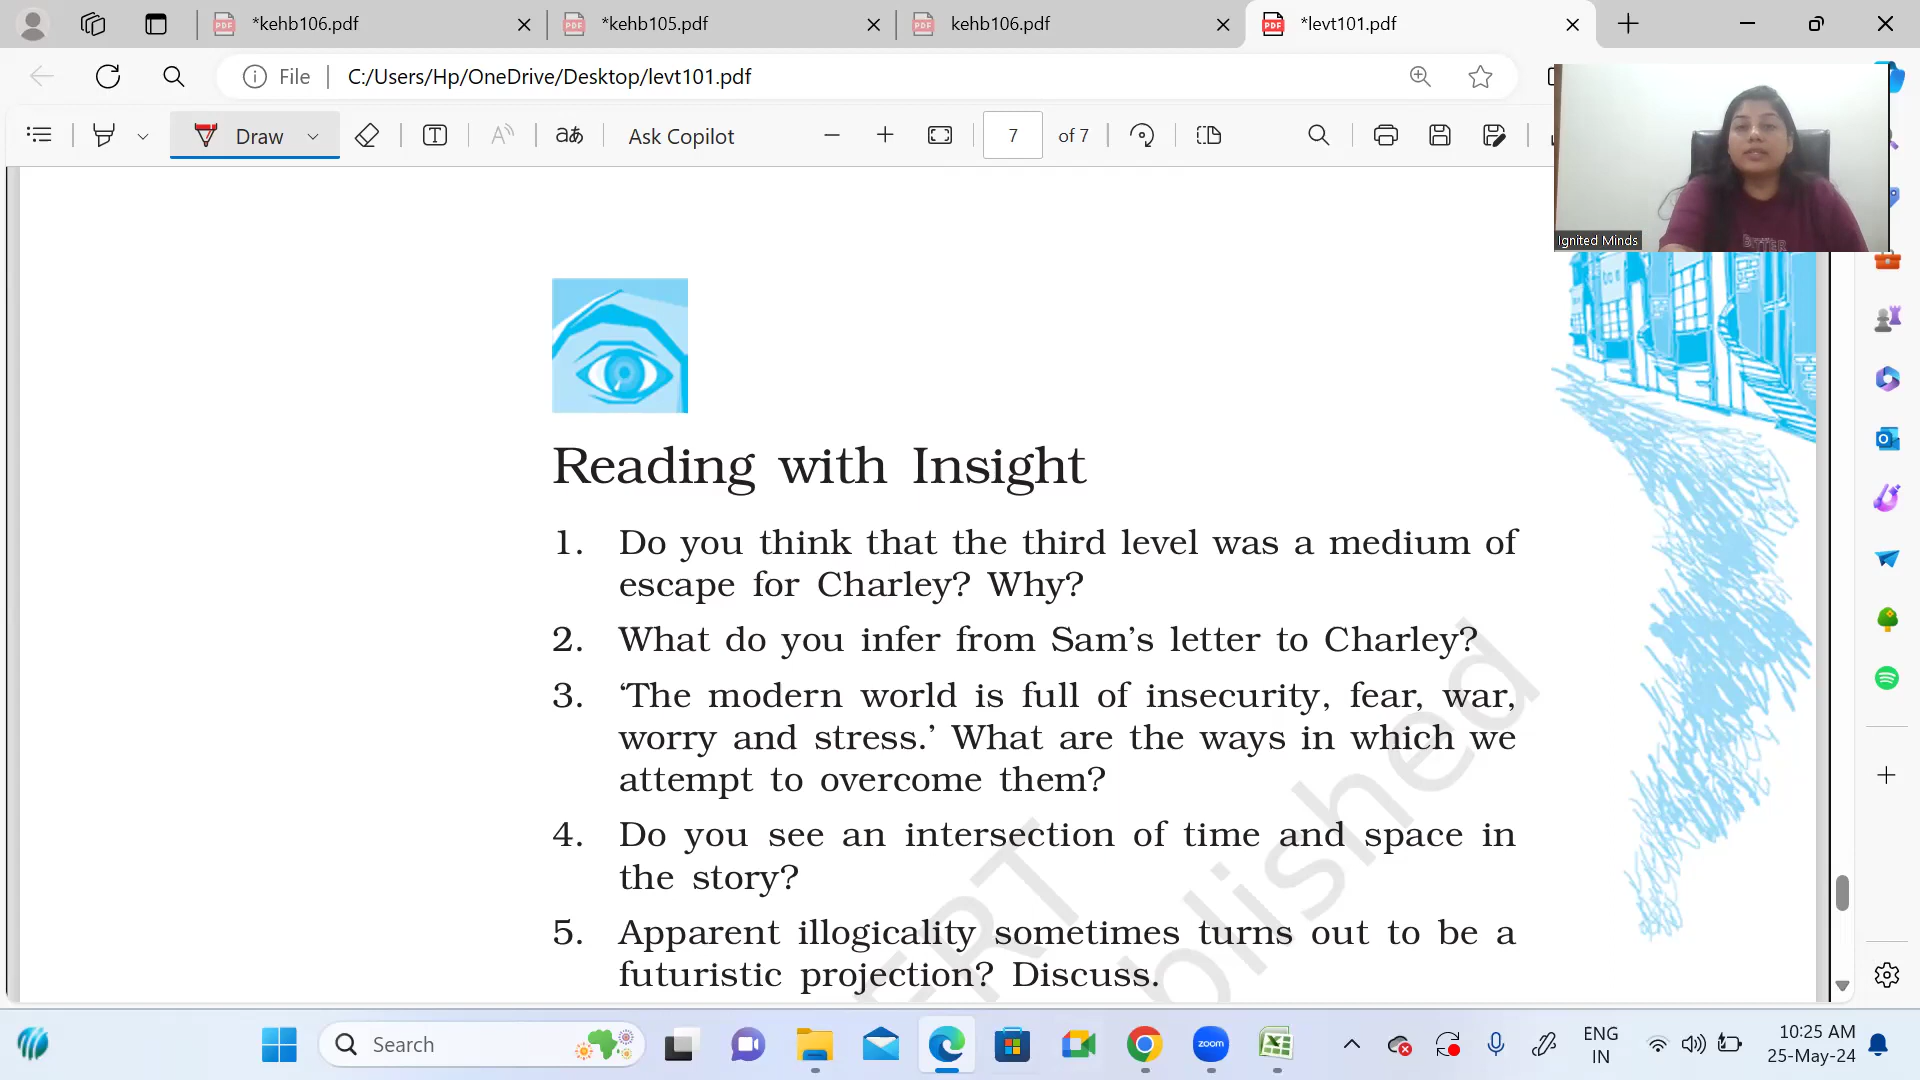 *kehb106.pdf
*kehb105.pdf
kehb106.pdf
*levt101.pdf
File
C:/Users/Hp/OneDrive/Desktop/levt101.pdf
Draw
Ask Copilot
7
of 7
Ignited Minds
Reading with Insight
1. Do you think that the third level was a medium of
escape for Charley? Why?
2. What do you infer from Sam’s letter to Charley?
3. ‘The modern world is full of insecurity, fear, war,
worry and stress.’ What are the ways in which we
attempt to overcome them?
4. Do you see an intersection of time and space in
the story?
5. Apparent illogicality sometimes turns out to be a
futuristic projection? Discuss.
Search
zoom
ENG
IN
10:25 AM
25-May-24